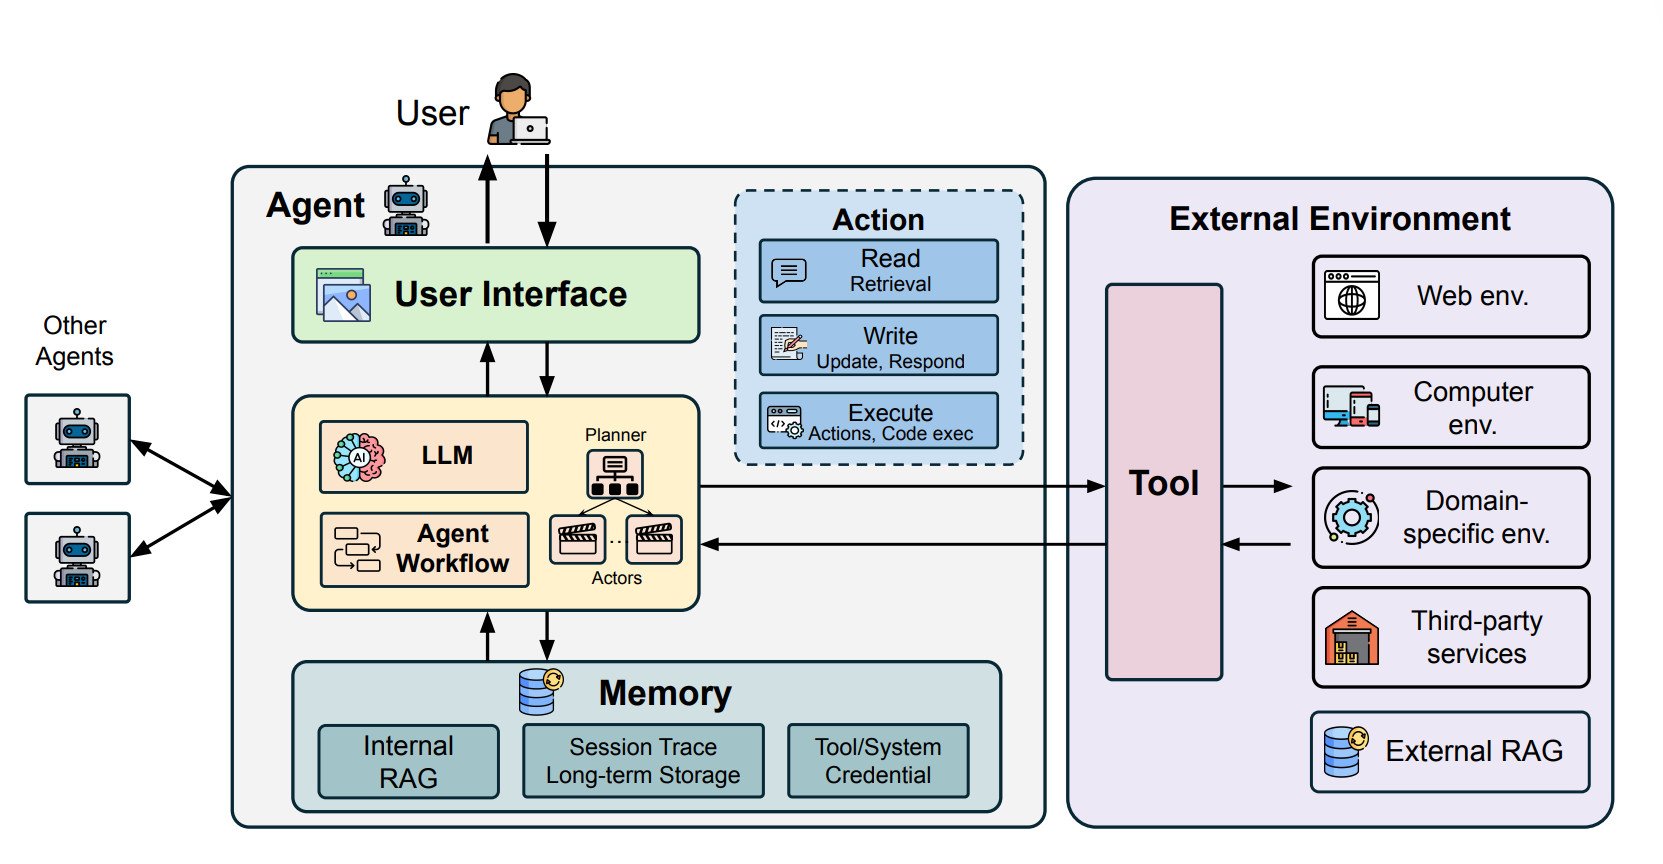 User
Agent
User Interface
Other
Agents
LLM
AI
Agent
Workflow
Planner
...
Actors
Action
Read
Retrieval
Write
Update, Respond
Execute
Actions, Code exec
Memory
Internal
RAG
Session Trace
Long-term Storage
Tool/System
Credential
External Environment
Tool
Web env.
Computer
env.
Domain-
specific env.
Third-party
services
External RAG